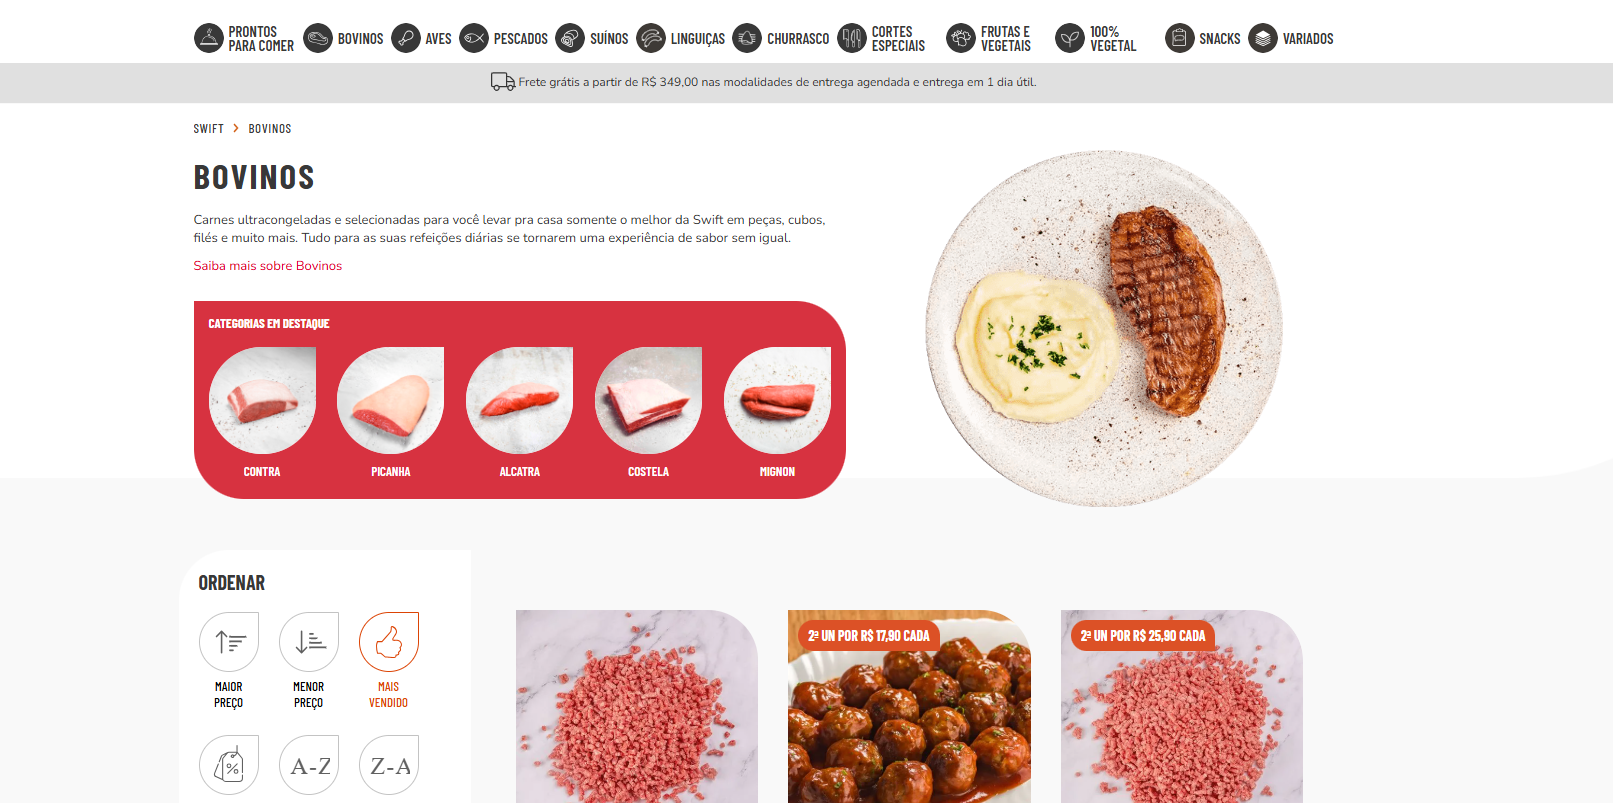 PRONTOS
PARA COMER
BOVINOS
AVES
PESCADOS
SUÍNOS
LINGUIÇAS
CHURRASCO
CORTES
ESPECIAIS
FRUTAS E
VEGETAIS
100%
VEGETAL
SNACKS
VARIADOS
Frete grátis a partir de R$ 349,00 nas modalidades de entrega agendada e entrega em 1 dia útil.
SWIFT > BOVINOS
BOVINOS
Carnes ultracongeladas e selecionadas para você levar pra casa somente o melhor da Swift em peças, cubos,
filés e muito mais. Tudo para as suas refeições diárias se tornarem uma experiência de sabor sem igual.
Saiba mais sobre Bovinos
CATEGORIAS EM DESTAQUE
CONTRA
PICANHA
ALCATRA
COSTELA
MIGNON
ORDENAR
MAIOR
PREÇO
MENOR
PREÇO
MAIS
VENDIDO
%
A-Z
Z-A
2ª UN POR R$ 17,90 CADA
2ª UN POR R$ 25,90 CADA